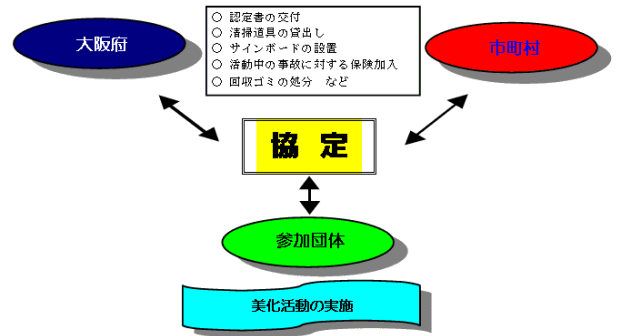 大阪府
○ 認定書の交付
○ 清掃道具の貸出し
○ サインボードの設置
○ 活動中の事故に対する保険加入
○ 回収ゴミの処分 など
市町村
協 定
参加団体
美化活動の実施